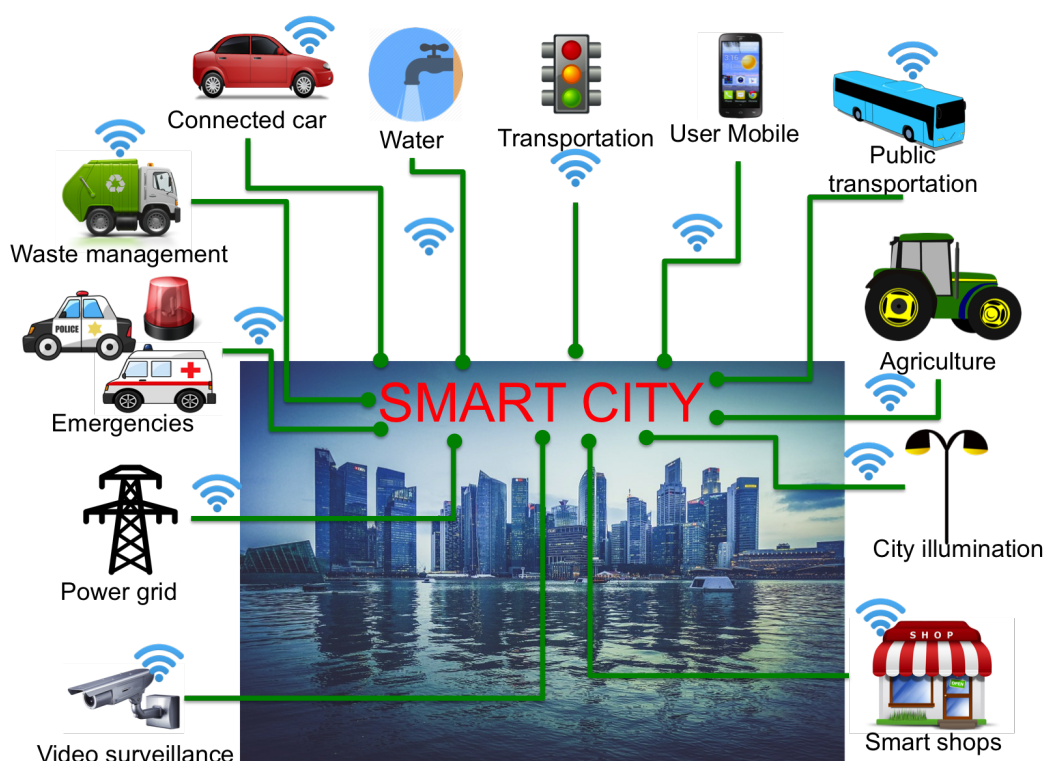 Connected car
Water
Transportation
User Mobile
Public
transportation
Waste management
POLICE
Emergencies
SMART CITY
Agriculture
Power grid
City illumination
SHOP
OPEN
Video surveillance
Smart shops